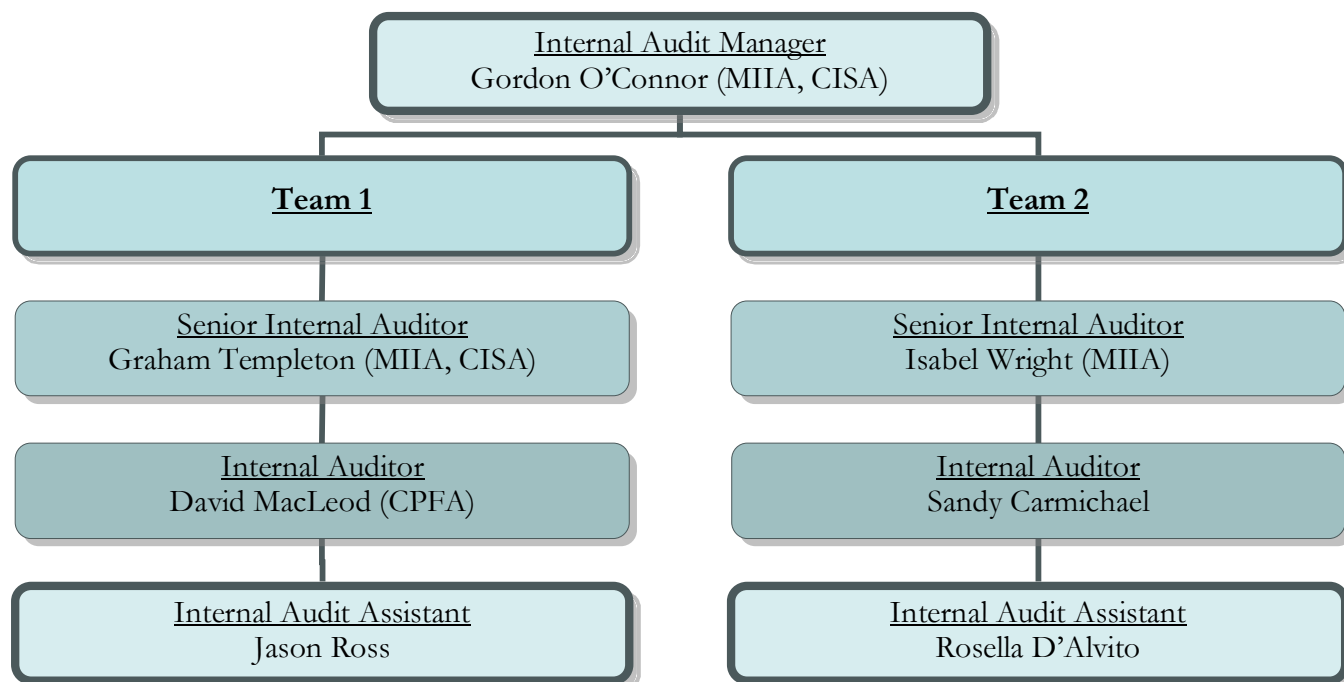 Internal Audit Manager
Gordon O’Connor (MIIA, CISA)
Team 1
Senior Internal Auditor
Graham Templeton (MIIA, CISA)
Internal Auditor
David MacLeod (CPFA)
Internal Audit Assistant
Jason Ross
Team 2
Senior Internal Auditor
Isabel Wright (MIIA)
Internal Auditor
Sandy Carmichael
Internal Audit Assistant
Rosella D’Alvito